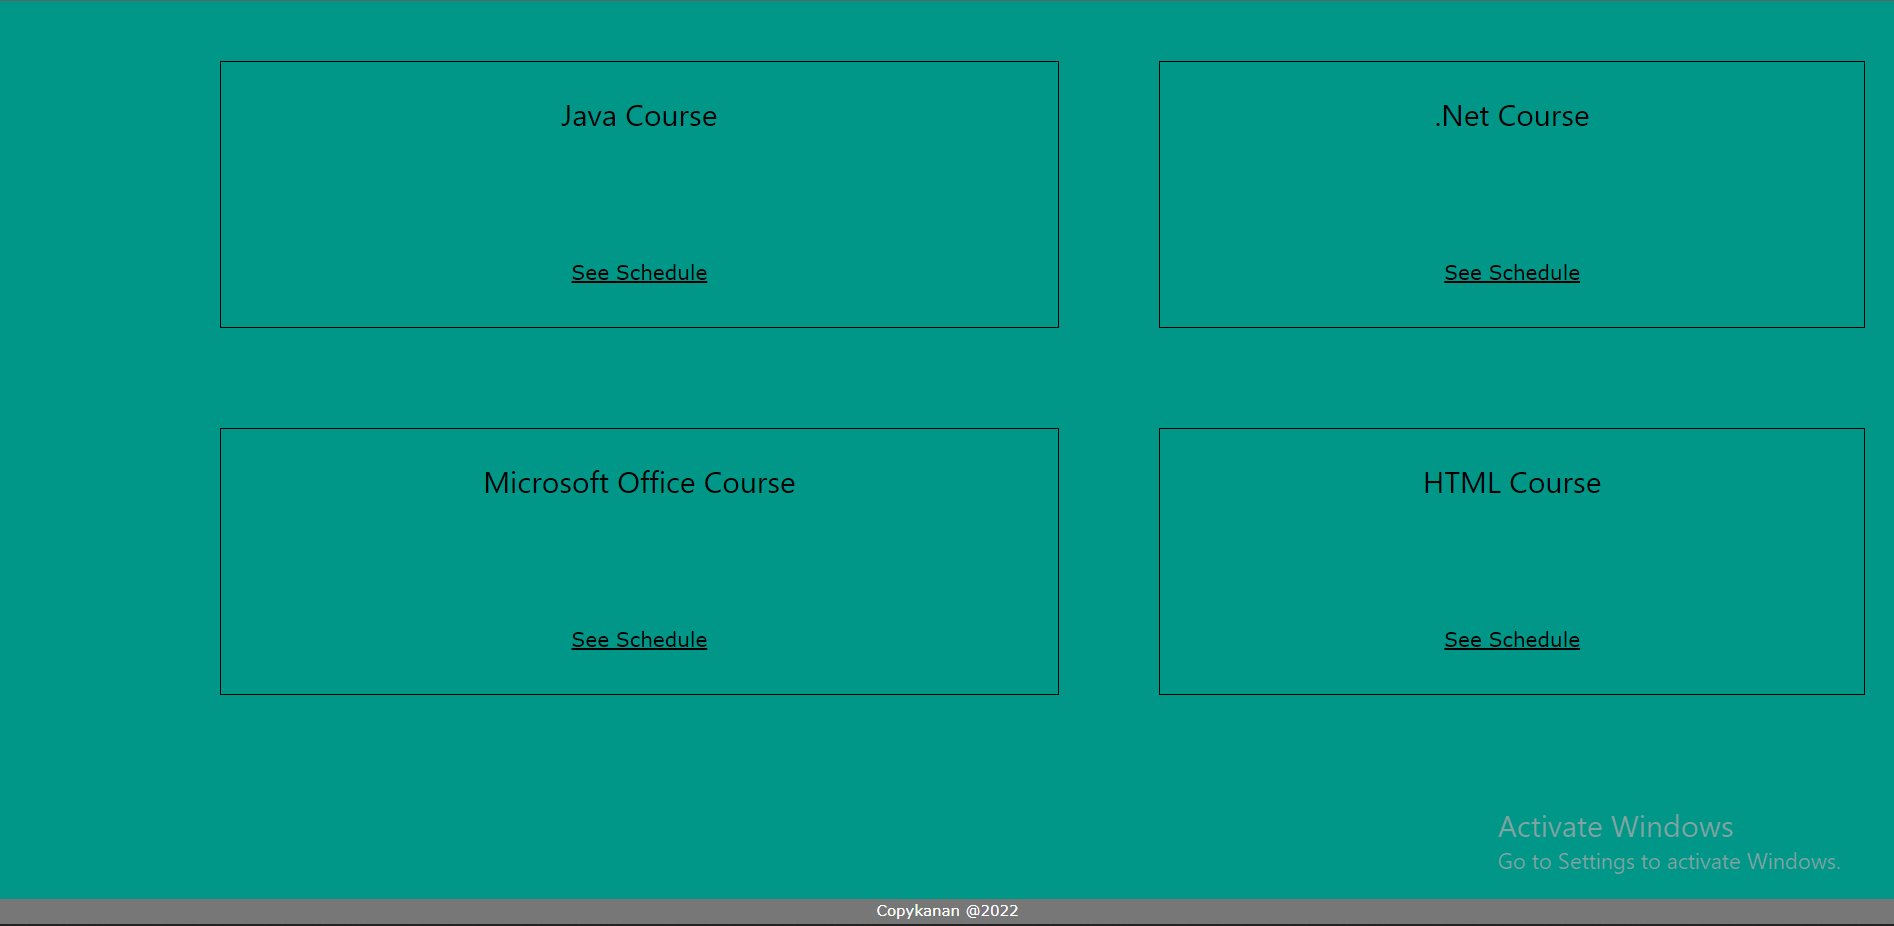 Java Course
.Net Course
See Schedule
See Schedule
Microsoft Office Course
HTML Course
See Schedule
See Schedule
Activate Windows
Go to Settings to activate Windows.
Copykanan @2022